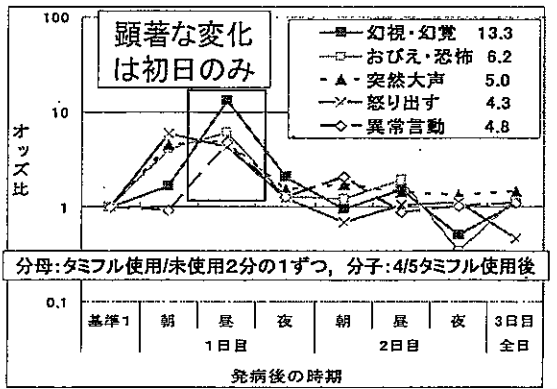 100
10
1
0.1
オッズ比
顕著な変化
は初日のみ
幻視・幻覚 13.3
おびえ・恐怖 6.2
突然大声 5.0
怒り出す 4.3
異常言動 4.8
分母:タミフル使用/未使用2分の1ずつ, 分子:4/5タミフル使用後
基準1 朝 昼 夜 朝 昼 夜 3日目
1日目 2日目 全日
発病後の時期